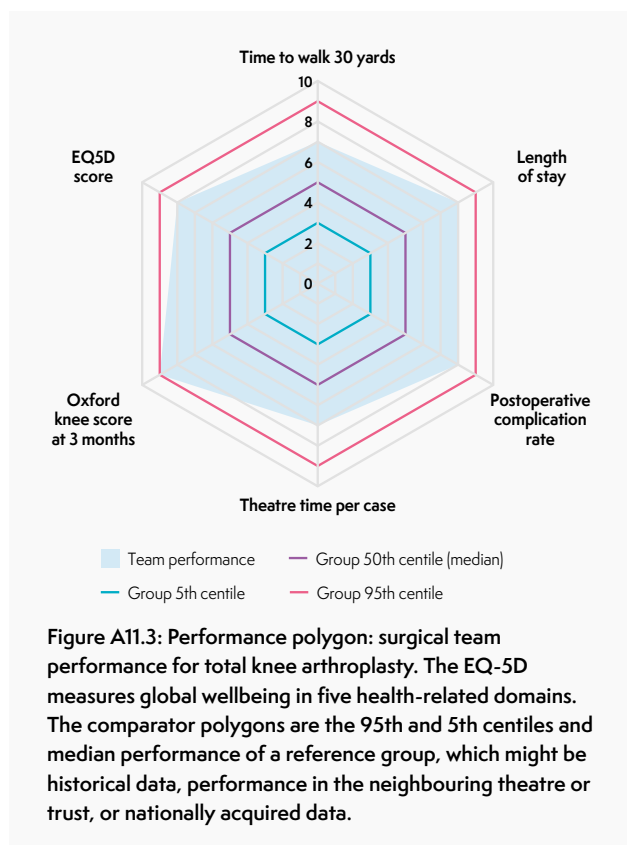 Time to walk 30 yards
10
8
6
4
2
0
EQ5D
score
Length
of stay
Oxford
knee score
at 3 months
Postoperative
complication
rate
Theatre time per case
Team performance
Group 50th centile (median)
Group 5th centile
Group 95th centile
Figure A11.3: Performance polygon: surgical team
performance for total knee arthroplasty. The EQ-5D
measures global wellbeing in five health-related domains.
The comparator polygons are the 95th and 5th centiles and
median performance of a reference group, which might be
historical data, performance in the neighbouring theatre or
trust, or nationally acquired data.